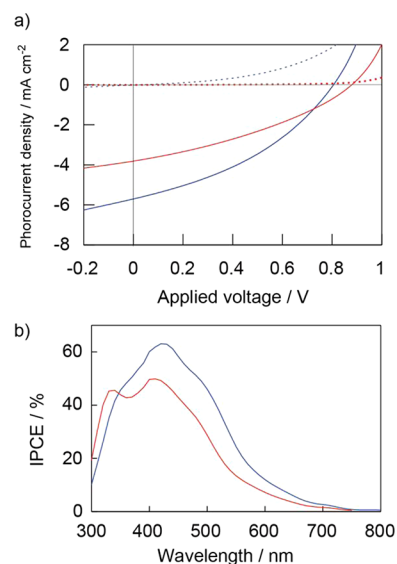 a)
2
0
-2
-4
-6
-8
Phorocurrent density / mA cm-2
-0.2 0 0.2 0.4 0.6 0.8 1
Applied voltage / V
b)
60
40
20
0
IPCE / %
300 400 500 600 700 800
Wavelength / nm